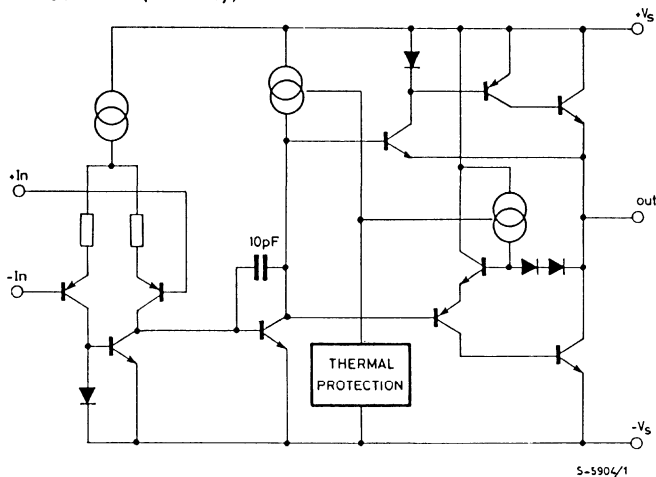 +Vs
+In
out
10pF
-In
THERMAL
PROTECTION
-Vs
S-5904/1